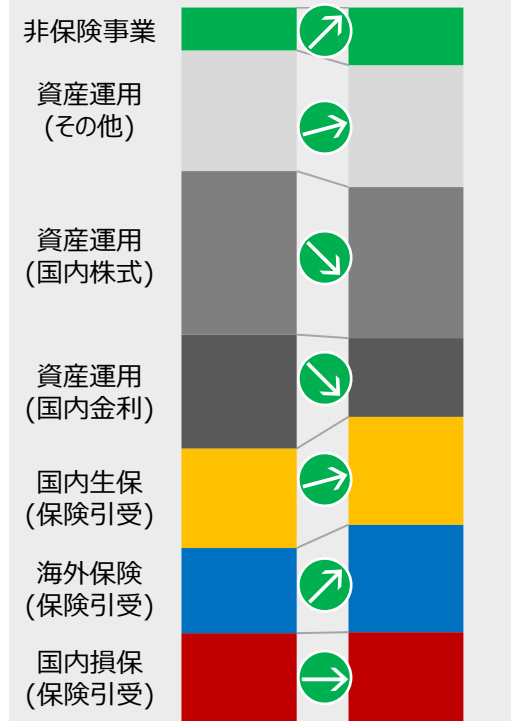 非保険事業
資産運用
(その他)
資産運用
(国内株式)
資産運用
(国内金利)
国内生保
(保険引受)
海外保険
(保険引受)
国内損保
(保険引受)